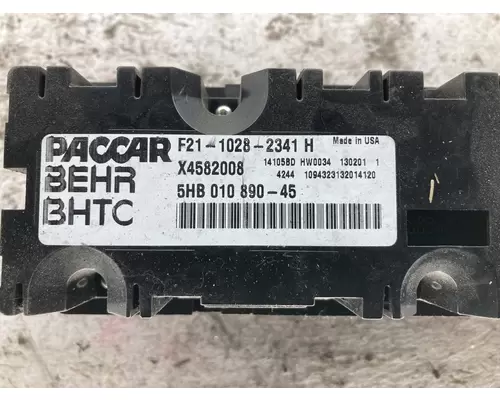 PACCAR
BEHR
BHTC
F21-1028-2341 H Made in USA
X4582008 14105BD HW0034 130201 1
4244 1094323132014120
5HB 010 890-45